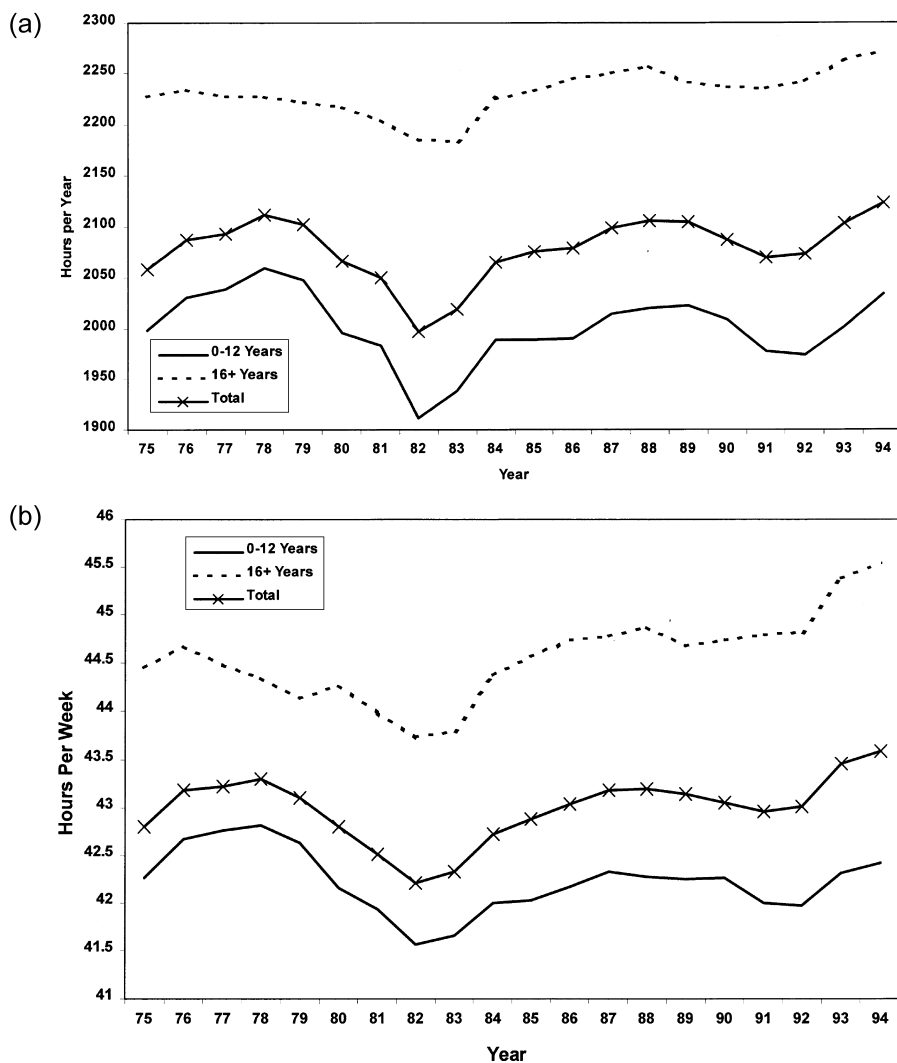 (a)
2300
2250
2200
2150
2100
2050
2000
1950
1900
Hours per Year
0-12 Years
16+ Years
Total
75 76 77 78 79 80 81 82 83 84 85 86 87 88 89 90 91 92 93 94
Year
(b)
46
45.5
45
44.5
44
43.5
43
42.5
42
41.5
41
Hours Per Week
0-12 Years
16+ Years
Total
75 76 77 78 79 80 81 82 83 84 85 86 87 88 89 90 91 92 93 94
Year